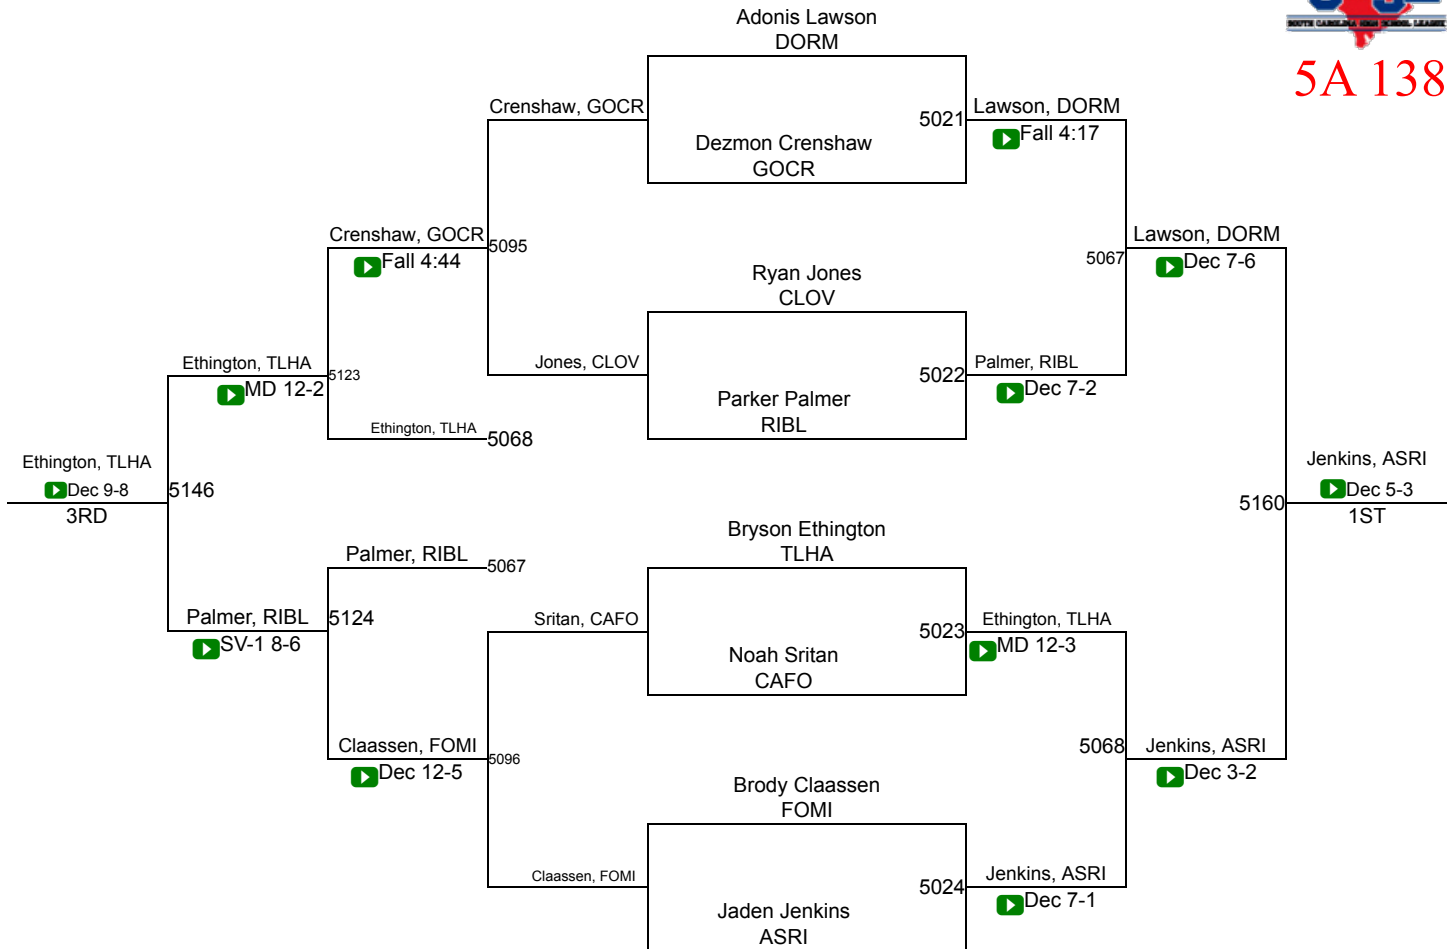 SOUTH CAROLINA HIGH SCHOOL LEAGUE
5A 138
Adonis Lawson
DORM
Crenshaw, GOCR
5021
Lawson, DORM
Fall 4:17
Dezmon Crenshaw
GOCR
Crenshaw, GOCR
5095
Fall 4:44
Lawson, DORM
5067
Dec 7-6
Ryan Jones
CLOV
Ethington, TLHA
5123
MD 12-2
Jones, CLOV
5022
Palmer, RIBL
Dec 7-2
Parker Palmer
RIBL
Ethington, TLHA
5068
Ethington, TLHA
Dec 9-8
5146
3RD
Jenkins, ASRI
5160
Dec 5-3
1ST
Bryson Ethington
TLHA
Palmer, RIBL
5067
Palmer, RIBL
5124
SV-1 8-6
Sritan, CAFO
5023
Ethington, TLHA
MD 12-3
Noah Sritan
CAFO
Claassen, FOMI
5096
Dec 12-5
5068
Jenkins, ASRI
Dec 3-2
Brody Claassen
FOMI
Claassen, FOMI
5024
Jenkins, ASRI
Dec 7-1
Jaden Jenkins
ASRI